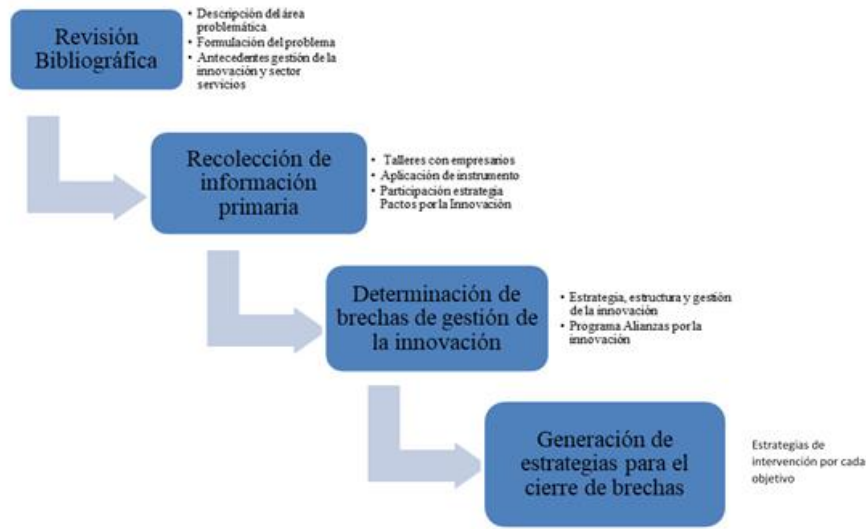 Revisión
Bibliográfica
• Descripción del área
problemática
• Formulación del problema
• Antecedentes gestión de la
innovación y sector
servicios
Recolección de
información
primaria
• Talleres con empresarios
• Aplicación de instrumento
• Participación estrategia
Pactos por la Innovación
Determinación de
brechas de gestión de
la innovación
• Estrategia, estructura y gestión
de la innovación
• Programa Alianzas por la
innovación
Generación de
estrategias para el
cierre de brechas
Estrategias de
intervención por cada
objetivo